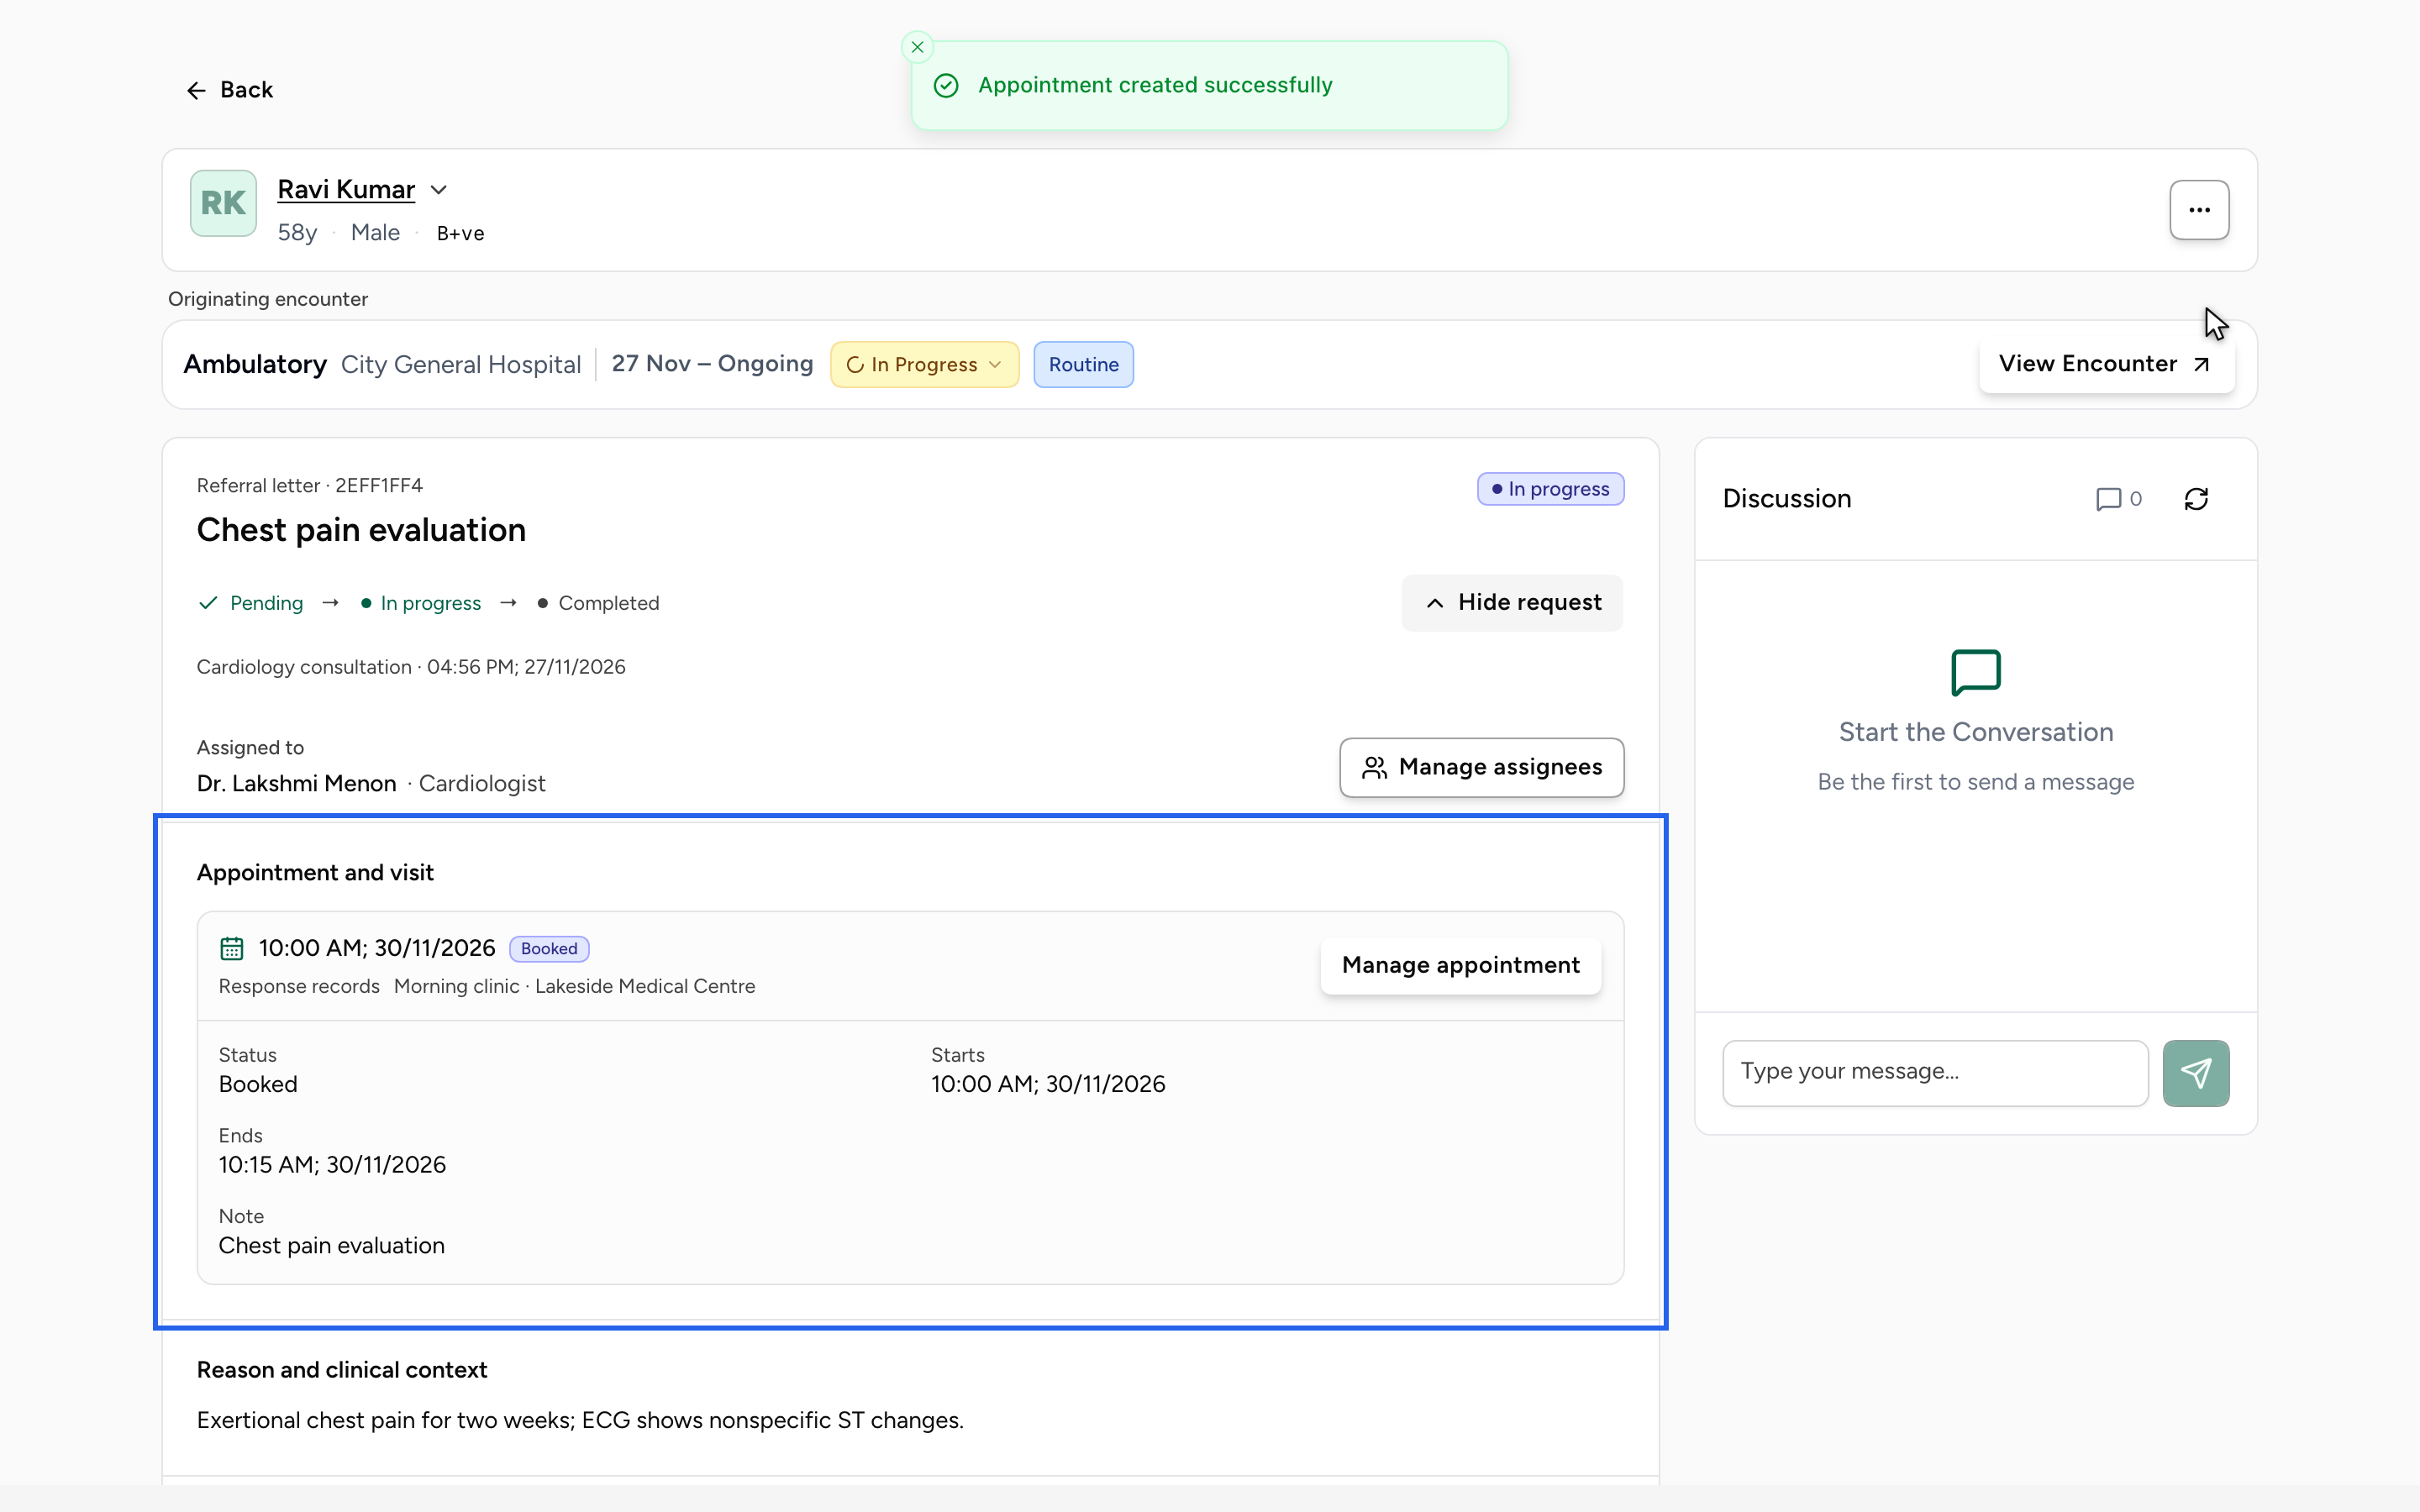 Appointment created successfully
Back
RK
Ravi Kumar
58y · Male · B+ve
Originating encounter
Ambulatory City General Hospital 27 Nov – Ongoing In Progress Routine View Encounter
Referral letter · 2EFF1FF4 In progress
Chest pain evaluation
Pending → In progress → Completed Hide request
Cardiology consultation · 04:56 PM; 27/11/2026
Assigned to
Dr. Lakshmi Menon · Cardiologist Manage assignees
Appointment and visit
10:00 AM; 30/11/2026 Booked Manage appointment
Response records Morning clinic · Lakeside Medical Centre
Status Starts
Booked 10:00 AM; 30/11/2026
Ends
10:15 AM; 30/11/2026
Note
Chest pain evaluation
Reason and clinical context
Exertional chest pain for two weeks; ECG shows nonspecific ST changes.
Discussion 0
Start the Conversation
Be the first to send a message
Type your message...